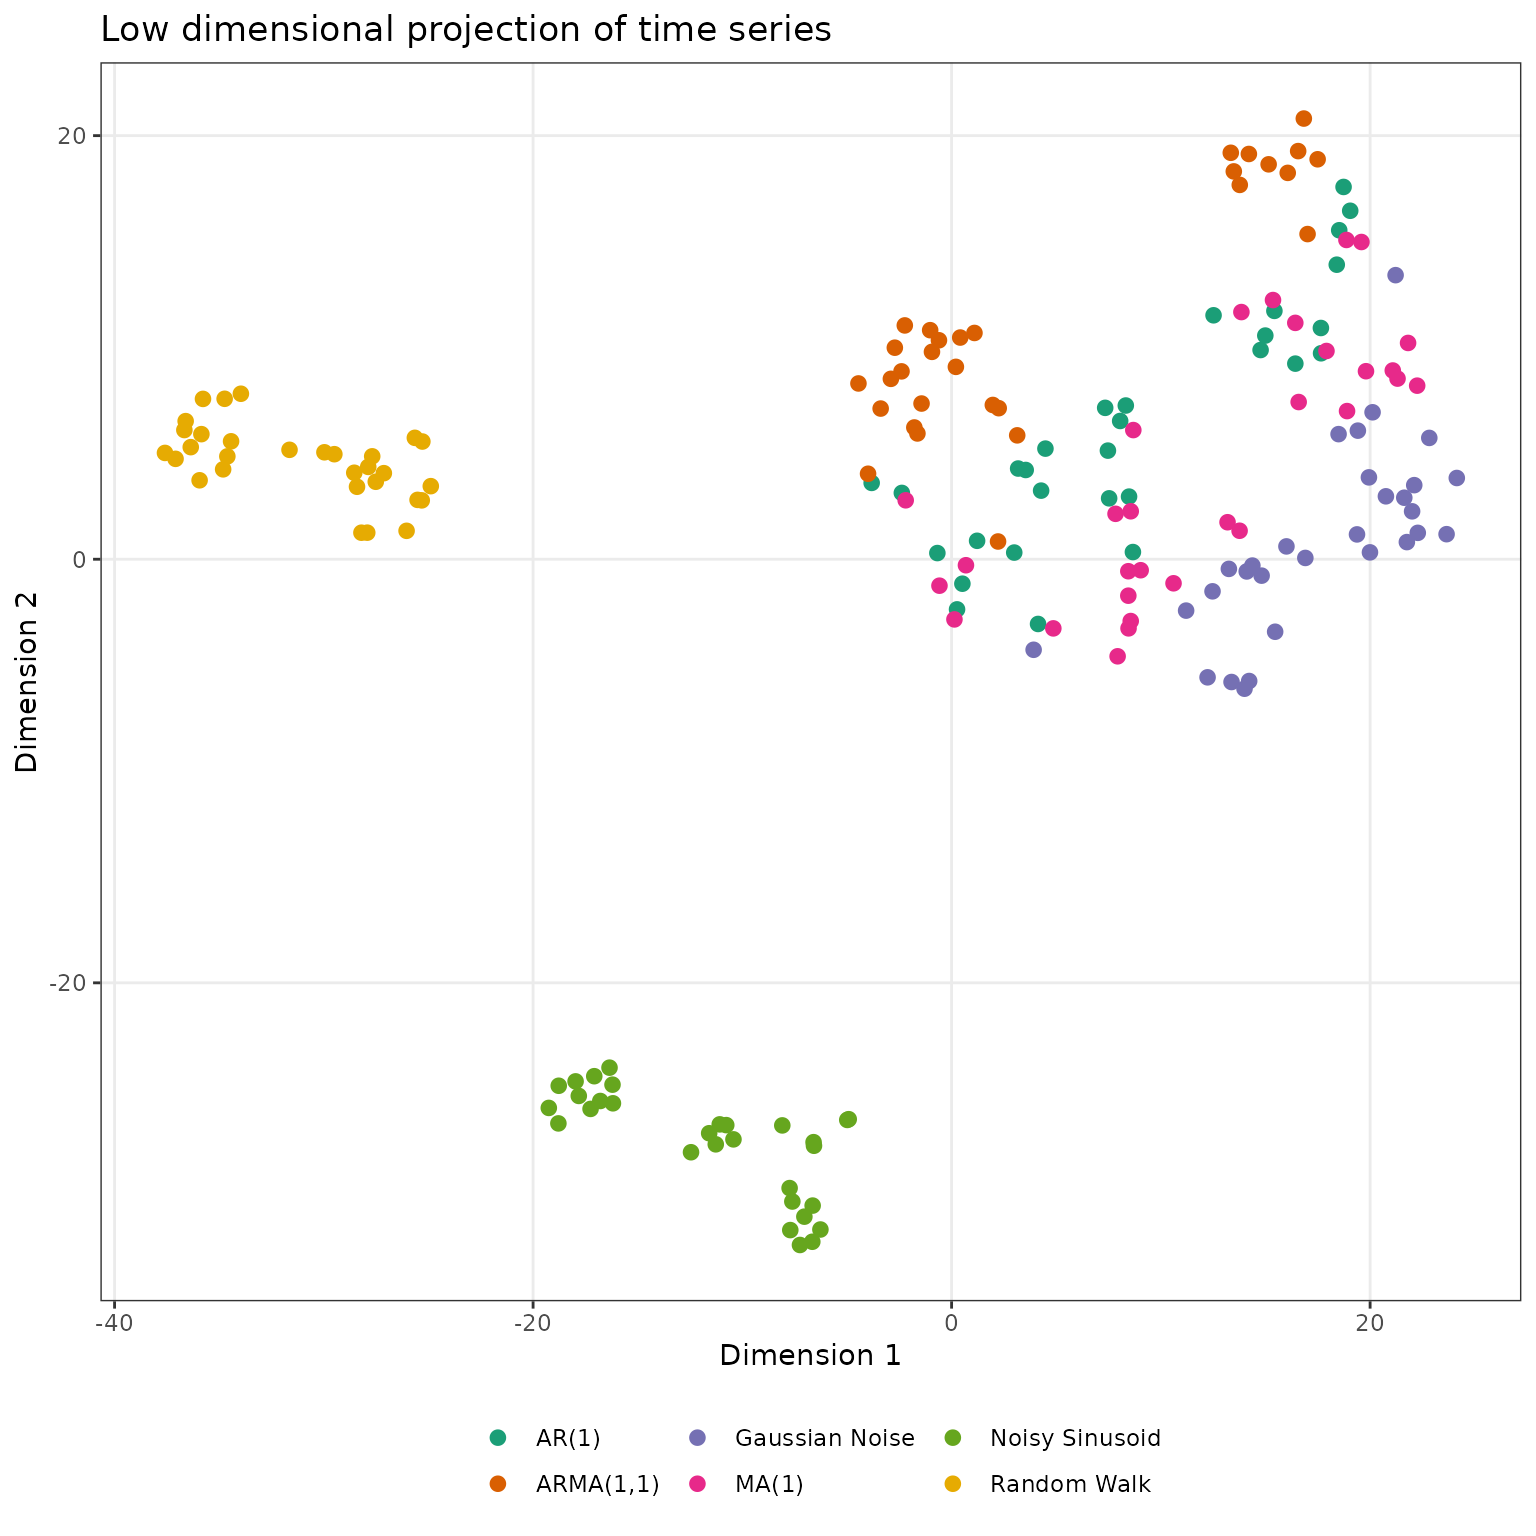 Low dimensional projection of time series
20
0
-20
Dimension 2
-40 -20 0 20
Dimension 1
AR(1) Gaussian Noise Noisy Sinusoid
ARMA(1,1) MA(1) Random Walk